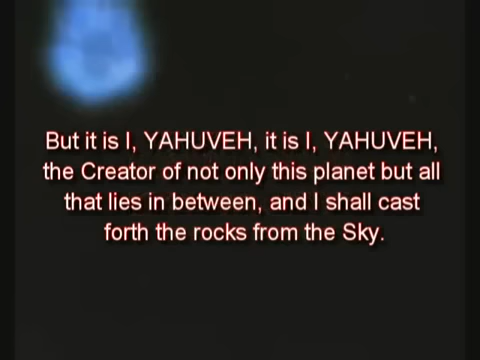 But it is I, YAHUVEH, it is I, YAHUVEH,
the Creator of not only this planet but all
that lies in between, and I shall cast
forth the rocks from the Sky.